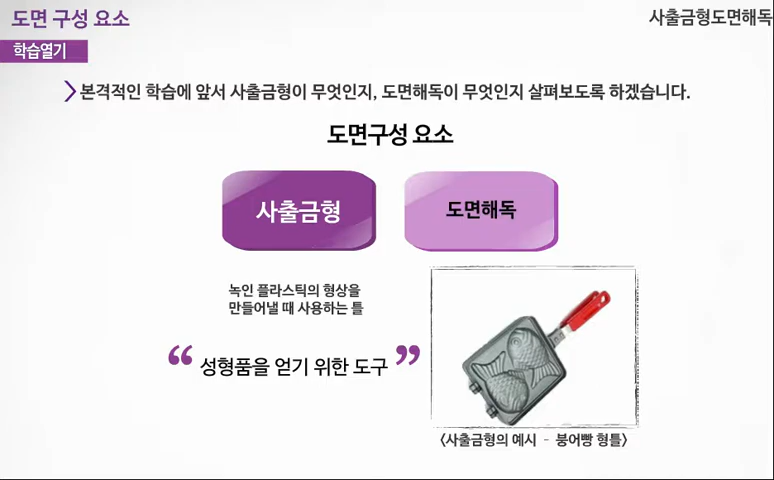 도면 구성 요소
사출금형도면해독
학습열기
본격적인 학습에 앞서 사출금형이 무엇인지, 도면해독이 무엇인지 살펴보도록 하겠습니다.
도면구성 요소
사출금형
도면해독
녹인 플라스틱의 형상을
만들어낼 때 사용하는 틀
“ 성형품을 얻기 위한 도구 ”
〈사출금형의 예시 - 붕어빵 형틀〉